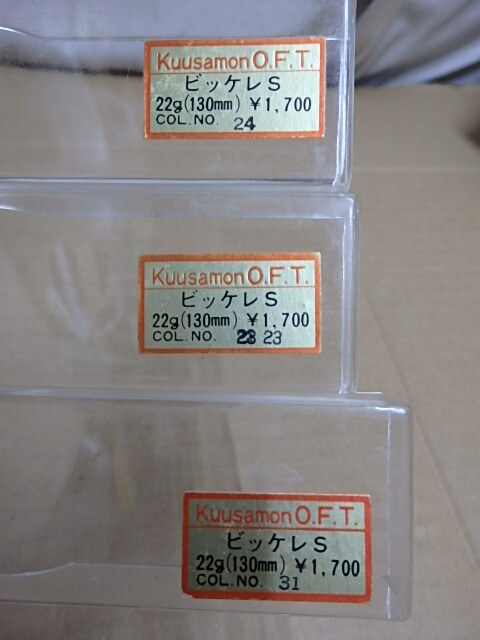 Kuusamon O.F.T.
ビッケレS
22g(130mm) ¥1,700
COL.NO. 24
Kuusamon O.F.T.
ビッケレS
22g(130mm) ¥1,700
COL.NO. 23 23
Kuusamon O.F.T.
ビッケレS
22g(130mm) ¥1,700
COL.NO. 31